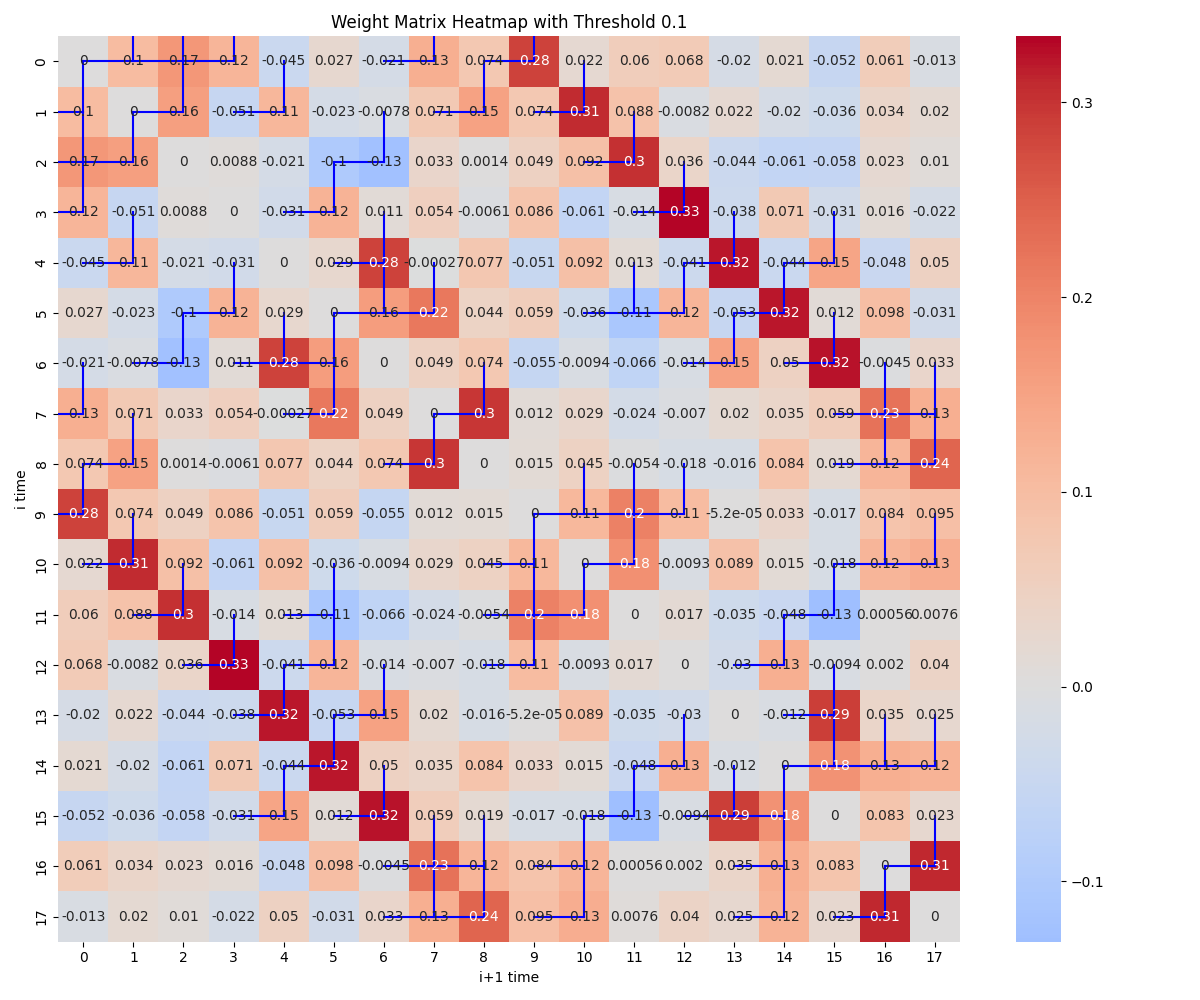 Weight Matrix Heatmap with Threshold 0.1
0 0 0.1 0.17 0.12 -0.045 0.027 -0.021 0.13 0.074 0.28 0.022 0.06 0.068 -0.02 0.021 -0.052 0.061 -0.013
1 0.1 0 0.16 -0.051 0.11 -0.023 -0.0078 0.071 0.15 0.074 0.31 0.088 -0.0082 0.022 -0.02 -0.036 0.034 0.02
2 0.17 0.16 0 0.0088 -0.021 -0.1 -0.13 0.033 0.0014 0.049 0.092 0.3 0.036 -0.044 -0.061 -0.058 0.023 0.01
3 0.12 -0.051 0.0088 0 -0.031 0.12 0.011 0.054 -0.0061 0.086 -0.061 -0.014 0.33 -0.038 0.071 -0.031 0.016 -0.022
4 -0.045 0.11 -0.021 -0.031 0 0.029 0.28 -0.00027 0.077 -0.051 0.092 0.013 -0.041 0.32 -0.044 0.15 -0.048 0.05
5 0.027 -0.023 -0.1 0.12 0.029 0 0.16 0.22 0.044 0.059 -0.036 -0.11 0.12 -0.053 0.32 0.012 0.098 -0.031
6 -0.021 -0.0078 -0.13 0.011 0.28 0.16 0 0.049 0.074 -0.055 -0.0094 -0.066 -0.014 0.15 0.05 0.32 -0.0045 0.033
7 0.13 0.071 0.033 0.054 -0.00027 0.22 0.049 0 0.3 0.012 0.029 -0.024 -0.007 0.02 0.035 0.059 0.23 0.13
8 0.074 0.15 0.0014 -0.0061 0.077 0.044 0.074 0.3 0 0.015 0.045 -0.0054 -0.018 -0.016 0.084 0.019 0.12 0.24
9 0.28 0.074 0.049 0.086 -0.051 0.059 -0.055 0.012 0.015 0 0.11 0.2 0.11 -5.2e-05 0.033 -0.017 0.084 0.095
10 0.022 0.31 0.092 -0.061 0.092 -0.036 -0.0094 0.029 0.045 0.11 0 0.18 -0.0093 0.089 0.015 -0.018 0.12 0.13
11 0.06 0.088 0.3 -0.014 0.013 -0.11 -0.066 -0.024 -0.0054 0.2 0.18 0 0.017 -0.035 -0.048 -0.13 0.00056 0.0076
12 0.068 -0.0082 0.036 0.33 -0.041 0.12 -0.014 -0.007 -0.018 0.11 -0.0093 0.017 0 -0.03 0.13 -0.0094 0.002 0.04
13 -0.02 0.022 -0.044 -0.038 0.32 -0.053 0.15 0.02 -0.016 -5.2e-05 0.089 -0.035 -0.03 0 -0.012 0.29 0.035 0.025
14 0.021 -0.02 -0.061 0.071 -0.044 0.32 0.05 0.035 0.084 0.033 0.015 -0.048 0.13 -0.012 0 0.18 0.13 0.12
15 -0.052 -0.036 -0.058 -0.031 0.15 0.012 0.32 0.059 0.019 -0.017 -0.018 -0.13 -0.0094 0.29 0.18 0 0.083 0.023
16 0.061 0.034 0.023 0.016 -0.048 0.098 -0.0045 0.23 0.12 0.084 0.12 0.00056 0.002 0.035 0.13 0.083 0 0.31
17 -0.013 0.02 0.01 -0.022 0.05 -0.031 0.033 0.13 0.24 0.095 0.13 0.0076 0.04 0.025 0.12 0.023 0.31 0
0 1 2 3 4 5 6 7 8 9 10 11 12 13 14 15 16 17
i+1 time
i time
0.3
0.2
0.1
0.0
−0.1